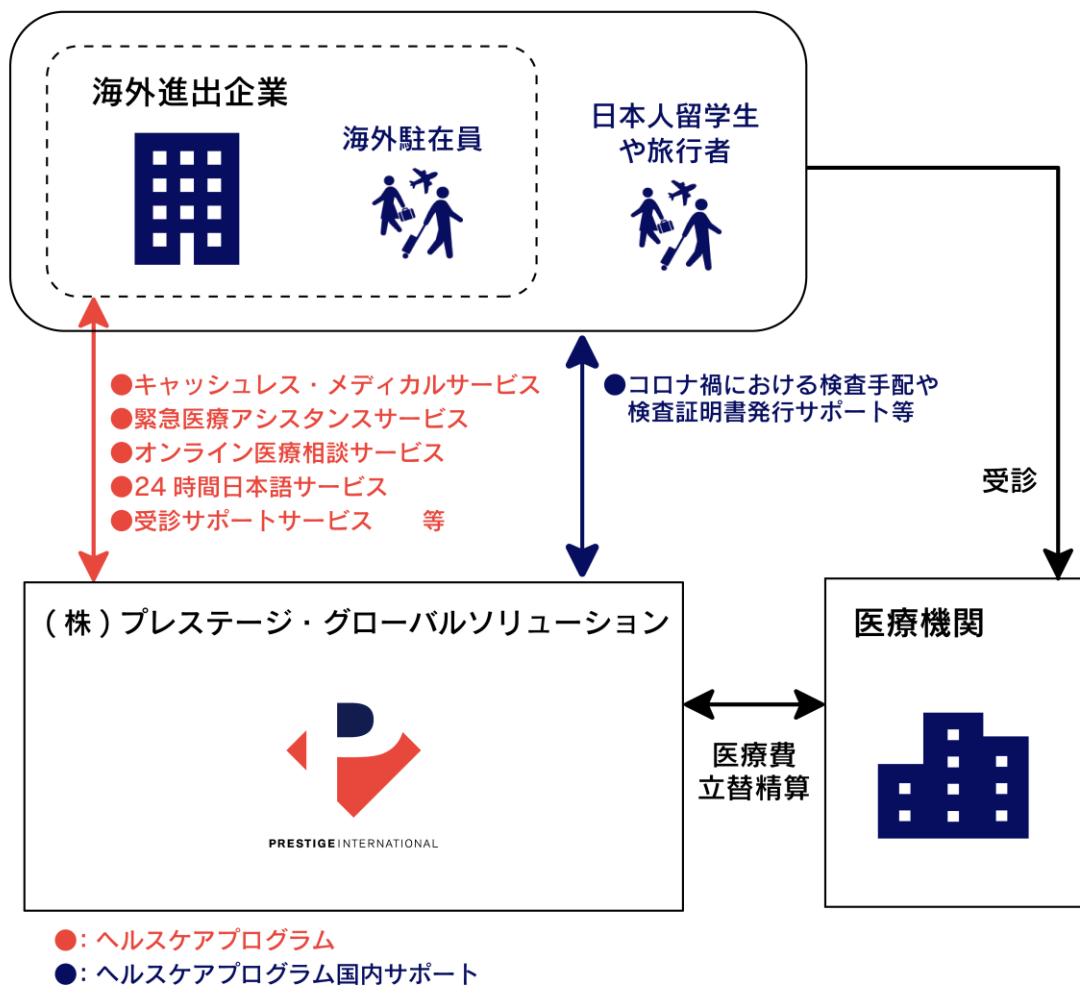 海外進出企業
海外駐在員
日本人留学生
や旅行者
●キャッシュレス・メディカルサービス
●緊急医療アシスタンスサービス
●オンライン医療相談サービス
●24時間日本語サービス
●受診サポートサービス　　等
●コロナ禍における検査手配や
検査証明書発行サポート等
受診
(株)プレステージ・グローバルソリューション
PRESTIGE INTERNATIONAL
医療費
立替精算
医療機関
●：ヘルスケアプログラム
●：ヘルスケアプログラム国内サポート